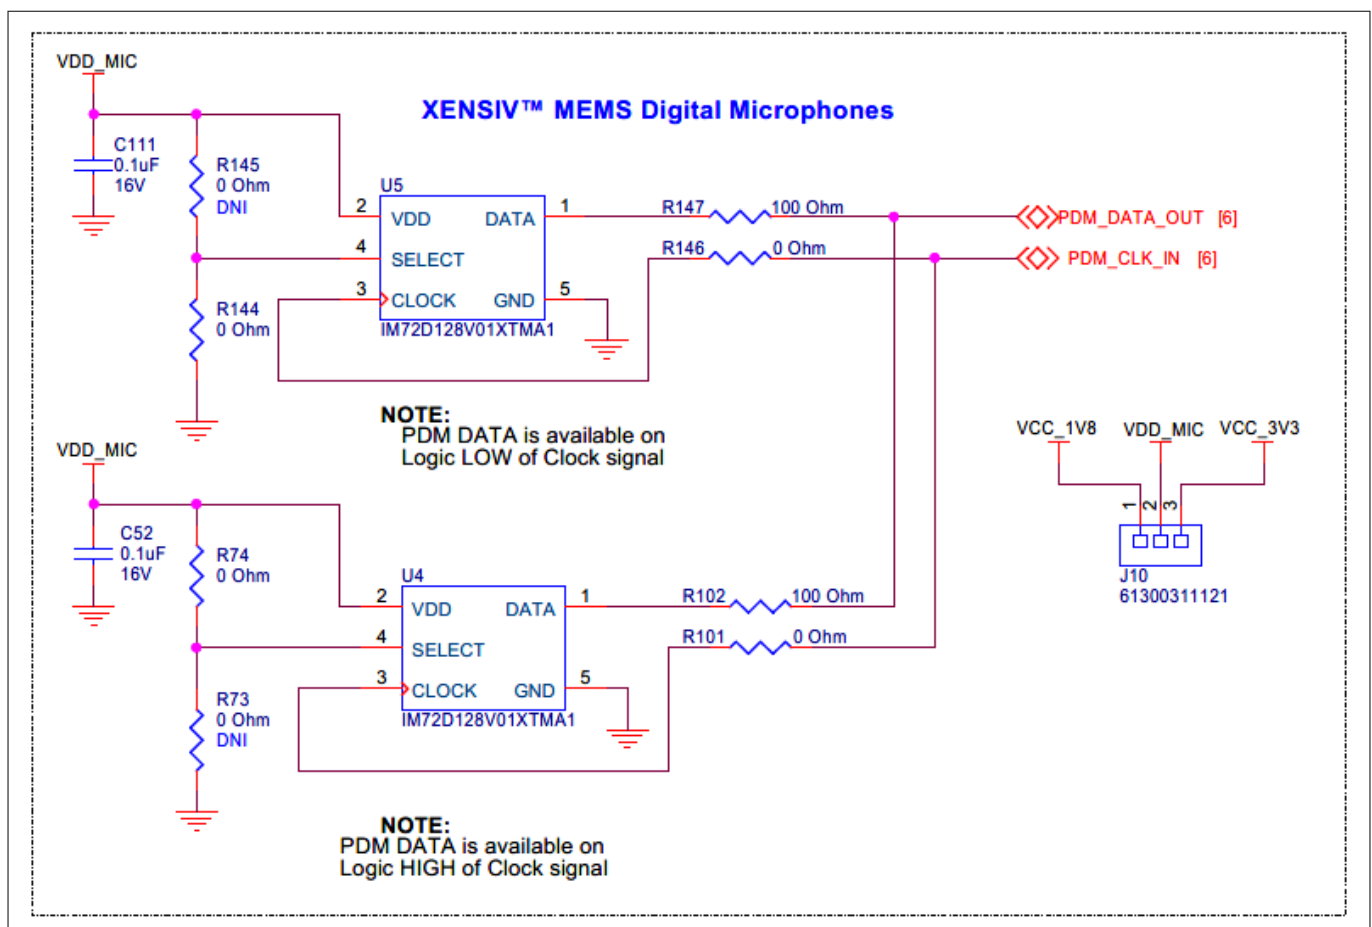 VDD_MIC
XENSIV™ MEMS Digital Microphones
C111
0.1uF
16V
R145
0 Ohm
DNI
U5
2 VDD DATA 1
R147 100 Ohm
PDM_DATA_OUT [6]
4 SELECT
R146 0 Ohm
PDM_CLK_IN [6]
3 CLOCK GND 5
IM72D128V01XTMA1
R144
0 Ohm
NOTE:
PDM DATA is available on
Logic LOW of Clock signal
VCC_1V8 VDD_MIC VCC_3V3
1 2 3
J10
61300311121
VDD_MIC
C52
0.1uF
16V
R74
0 Ohm
U4
2 VDD DATA 1
R102 100 Ohm
4 SELECT
R101 0 Ohm
3 CLOCK GND 5
IM72D128V01XTMA1
R73
0 Ohm
DNI
NOTE:
PDM DATA is available on
Logic HIGH of Clock signal